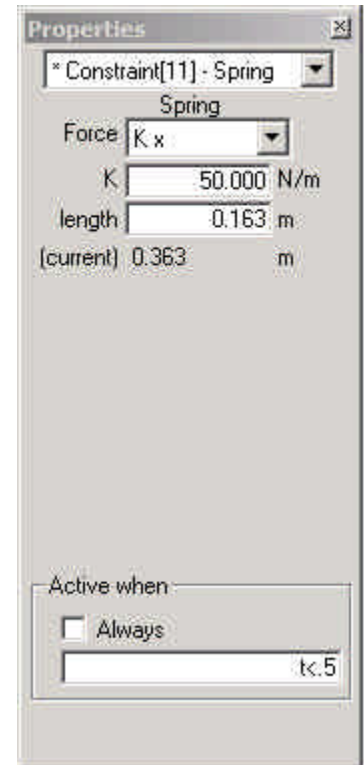 Properties
* Constraint[11] - Spring
Spring
Force K x
K 50.000 N/m
length 0.163 m
(current) 0.363 m
Active when
Always
t<.5